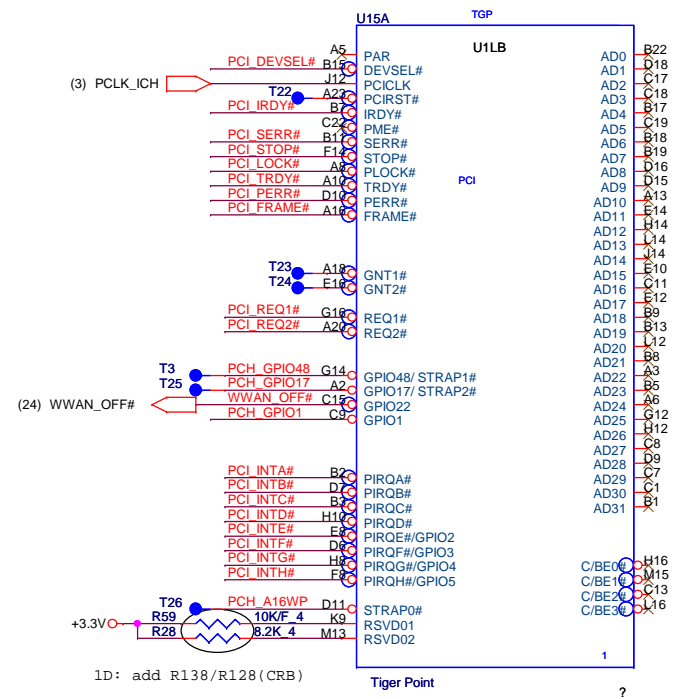 U15A
TGP
U1LB
PCI
A5 PAR
PCI_DEVSEL# B15 DEVSEL#
(3) PCLK_ICH J12 PCICLK
T22 A23 PCIRST#
PCI_IRDY# B7 IRDY#
C22 PME#
PCI_SERR# B11 SERR#
PCI_STOP# F14 STOP#
PCI_LOCK# A8 PLOCK#
PCI_TRDY# A10 TRDY#
PCI_PERR# D10 PERR#
PCI_FRAME# A16 FRAME#
T23 A18 GNT1#
T24 E16 GNT2#
PCI_REQ1# G16 REQ1#
PCI_REQ2# A20 REQ2#
T3 PCH_GPIO48 G14 GPIO48/ STRAP1#
T25 PCH_GPIO17 A2 GPIO17/ STRAP2#
(24) WWAN_OFF# WWAN_OFF# C15 GPIO22
PCH_GPIO1 C9 GPIO1
PCI_INTA# B2 PIRQA#
PCI_INTB# D7 PIRQB#
PCI_INTC# B3 PIRQC#
PCI_INTD# H10 PIRQD#
PCI_INTE# E8 PIRQE#/GPIO2
PCI_INTF# D6 PIRQF#/GPIO3
PCI_INTG# H8 PIRQG#/GPIO4
PCI_INTH# F8 PIRQH#/GPIO5
T26 PCH_A16WP D11 STRAP0#
+3.3V R59 10K/F_4 K9 RSVD01
R28 8.2K_4 M13 RSVD02
AD0 B22
AD1 D18
AD2 C17
AD3 C18
AD4 B17
AD5 C19
AD6 B18
AD7 B19
AD8 D16
AD9 D15
AD10 A13
AD11 E14
AD12 H14
AD13 L14
AD14 J14
AD15 E10
AD16 C11
AD17 E12
AD18 B9
AD19 B13
AD20 L12
AD21 B8
AD22 A3
AD23 B5
AD24 A6
AD25 G12
AD26 H12
AD27 C8
AD28 D9
AD29 C7
AD30 C1
AD31 B1
C/BE0# H16
C/BE1# M15
C/BE2# C13
C/BE3# L16
1
1D: add R138/R128(CRB)
Tiger Point
?